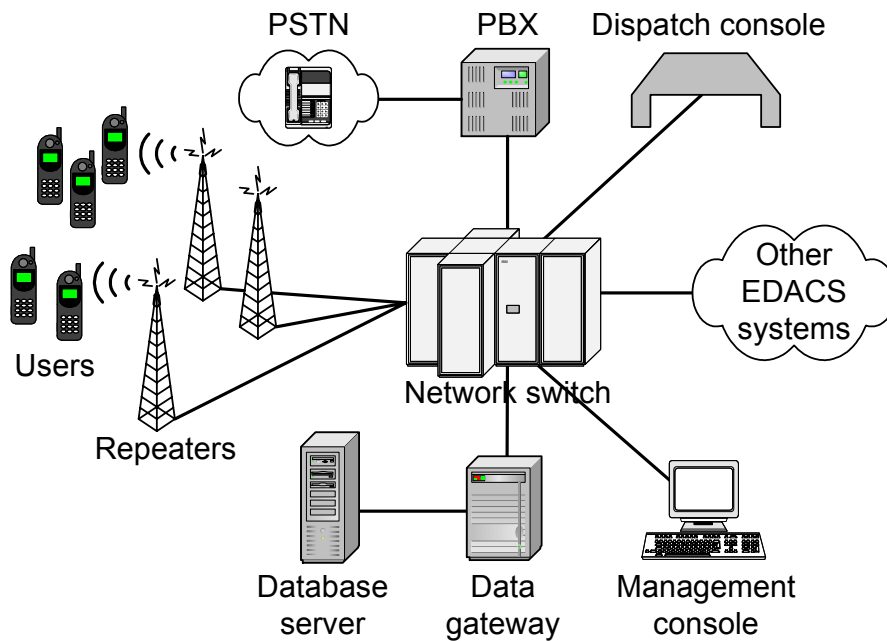 PSTN
PBX
Dispatch console
Other
EDACS
systems
Users
Network switch
Repeaters
Database
server
Data
gateway
Management
console